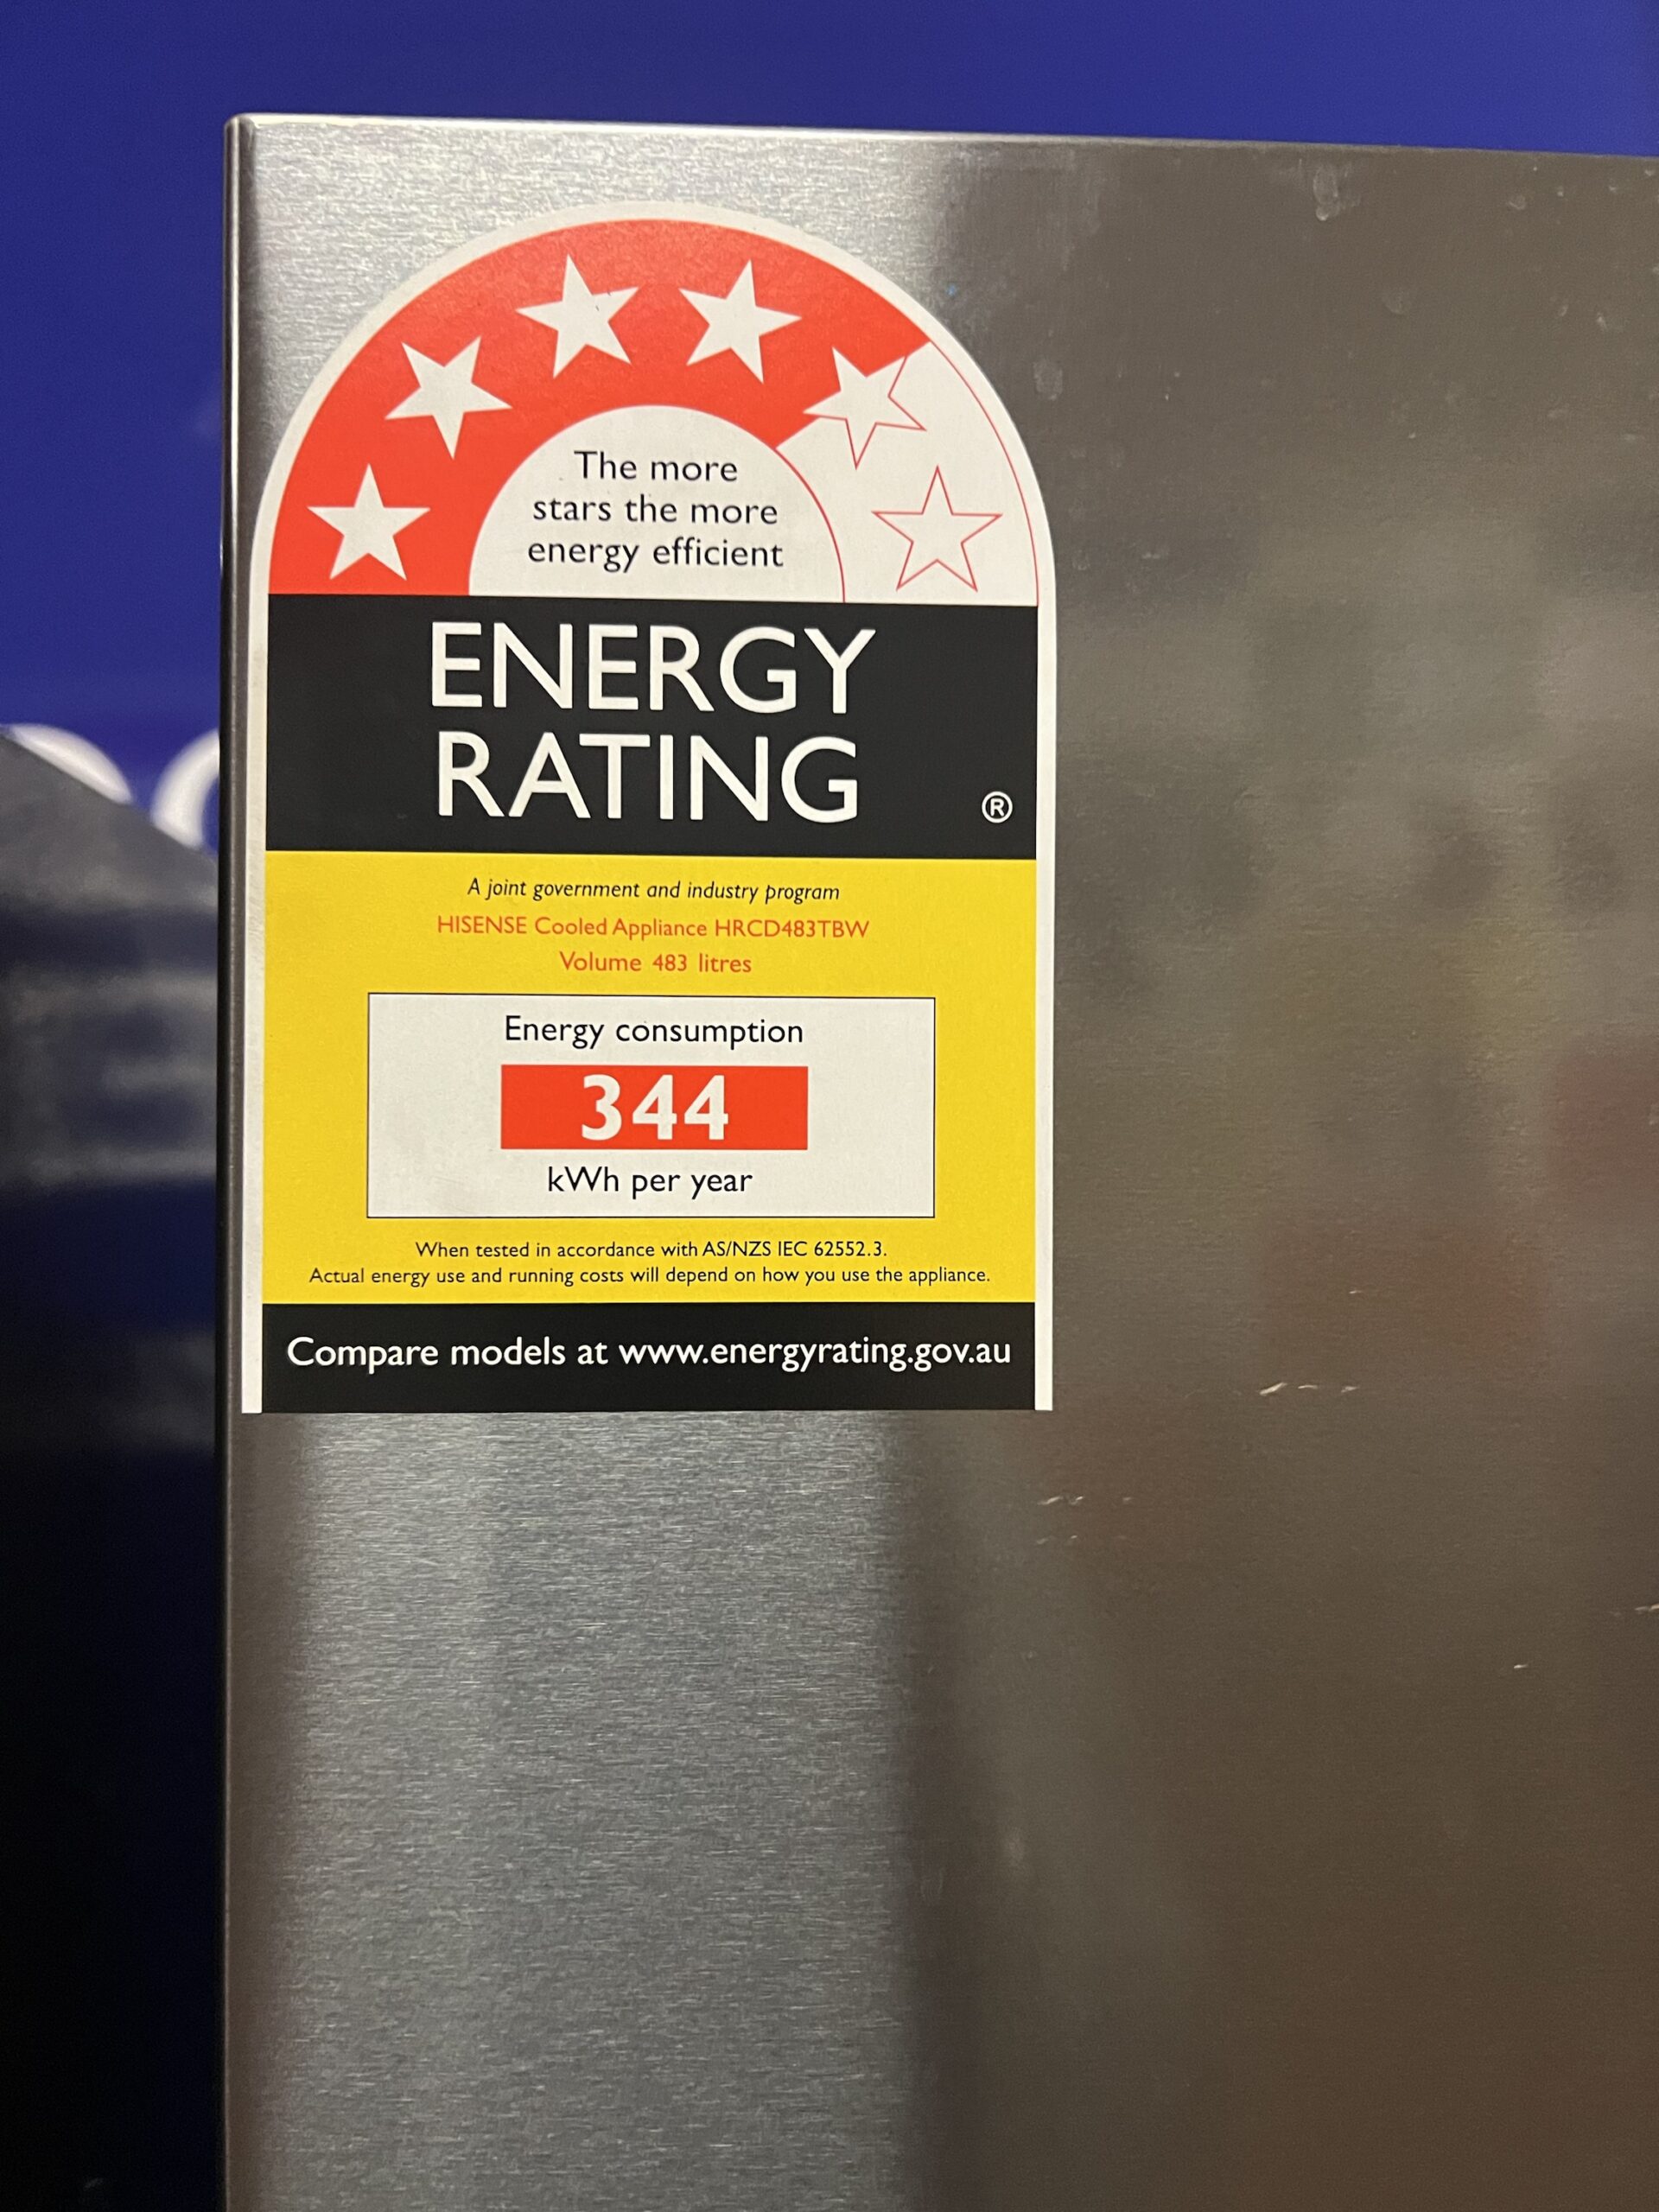 The more
stars the more
energy efficient
ENERGY
RATING
®
A joint government and industry program
HISENSE Cooled Appliance HRCD483TBW
Volume 483 litres
Energy consumption
344
kWh per year
When tested in accordance with AS/NZS IEC 62552.3.
Actual energy use and running costs will depend on how you use the appliance.
Compare models at www.energyrating.gov.au